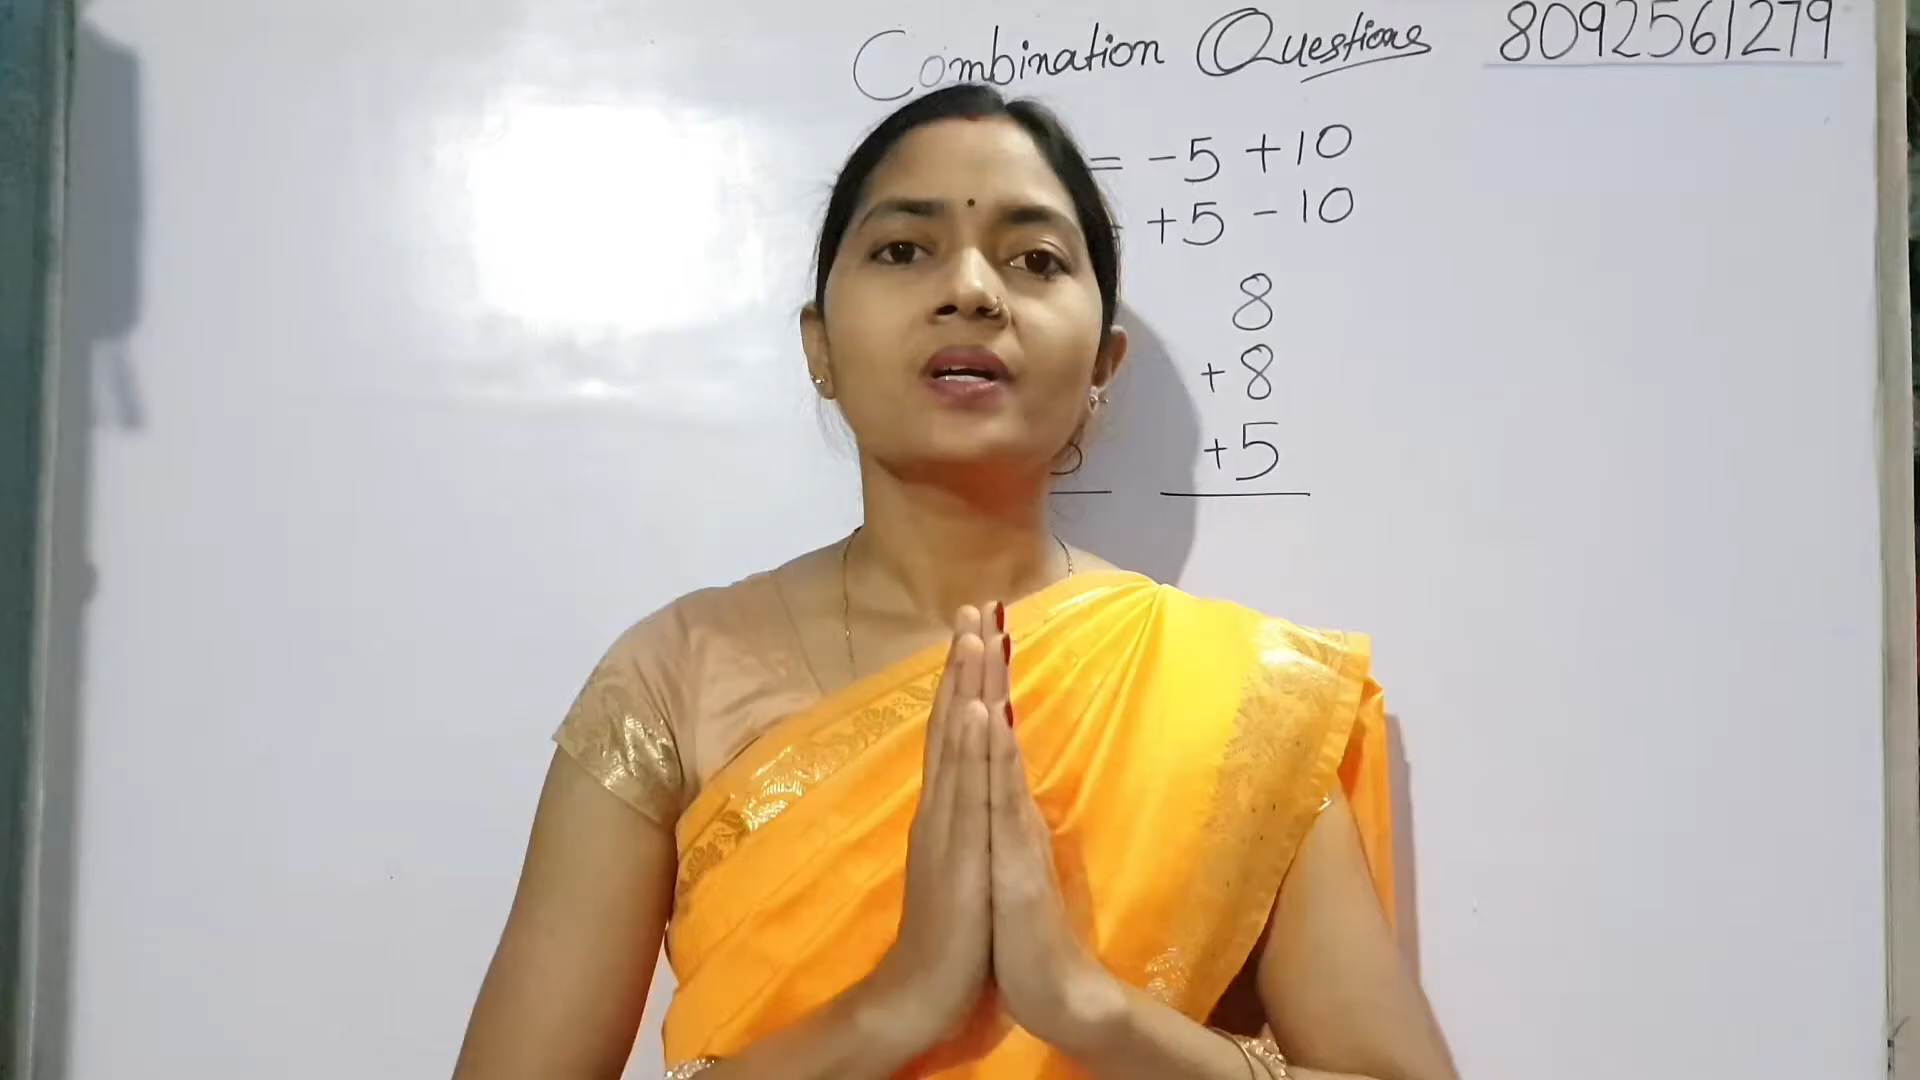 Combination Questions 8092561279
= -5 +10
+5 -10
8
+8
+5